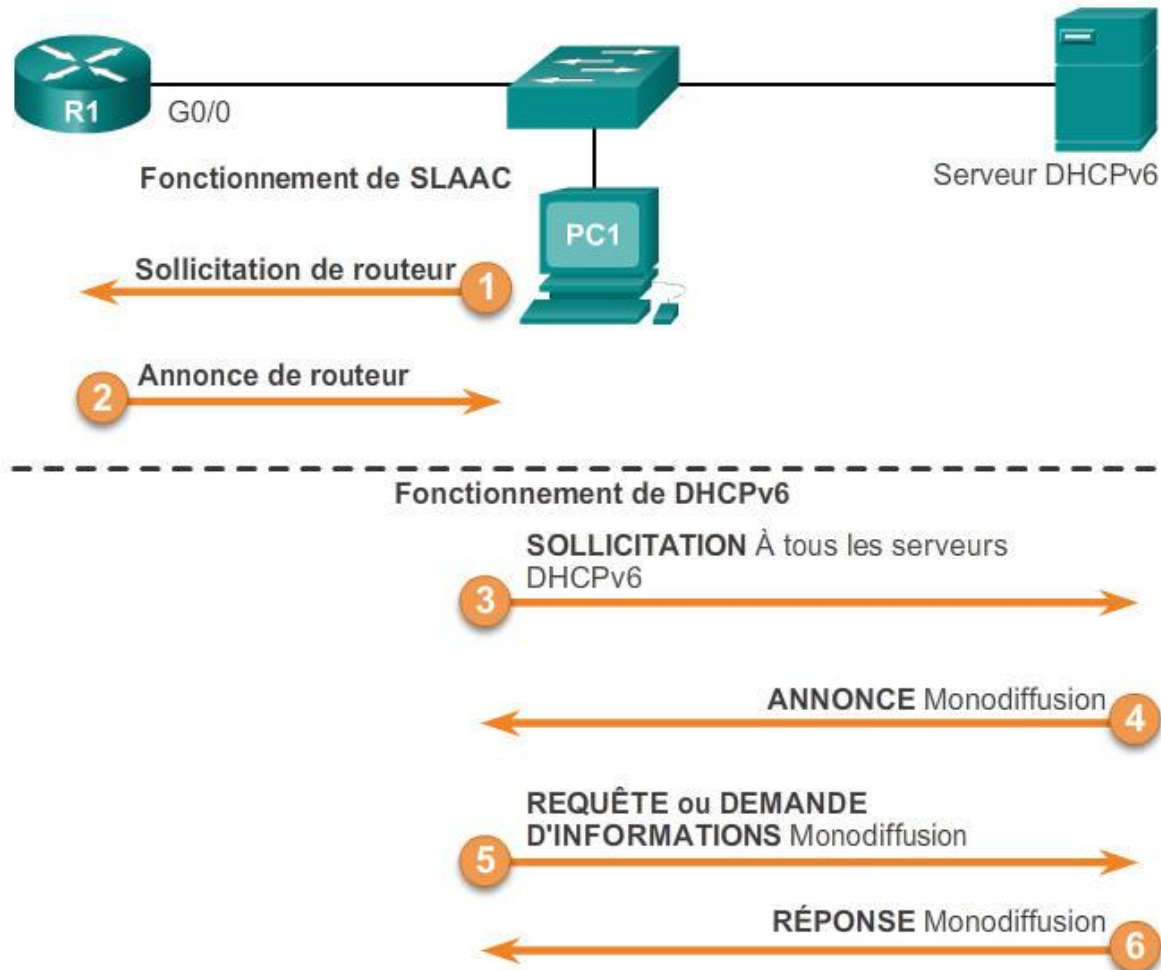 R1
G0/0
Serveur DHCPv6
Fonctionnement de SLAAC
PC1
Sollicitation de routeur
1
Annonce de routeur
2
Fonctionnement de DHCPv6
SOLLICITATION À tous les serveurs
DHCPv6
3
ANNONCE Monodiffusion
4
REQUÊTE ou DEMANDE
D'INFORMATIONS Monodiffusion
5
RÉPONSE Monodiffusion
6